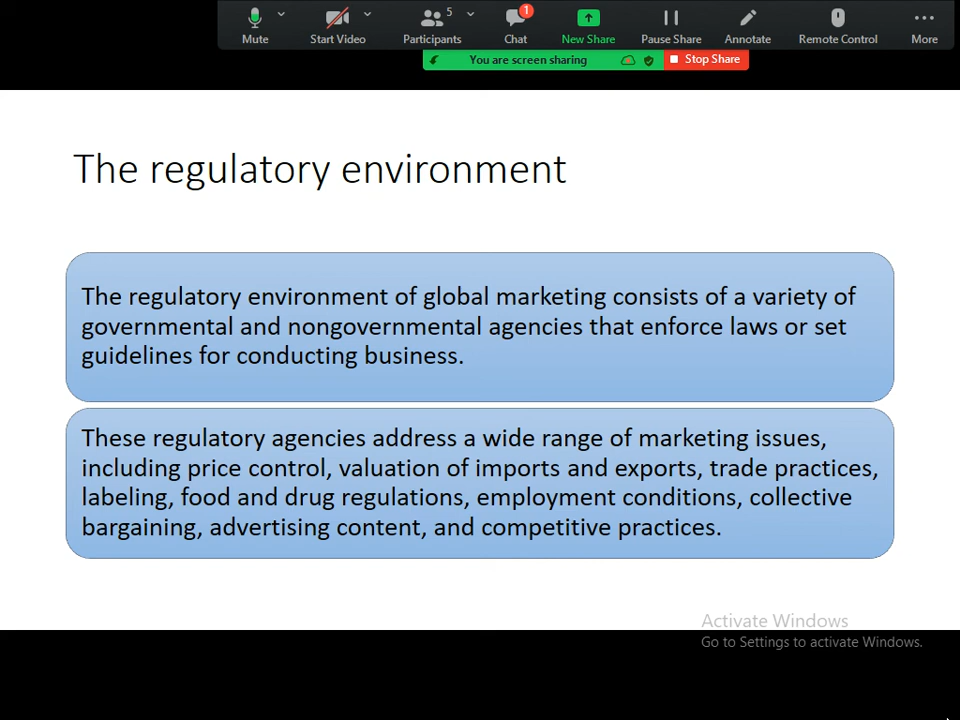 5 1
Mute Start Video Participants Chat New Share Pause Share Annotate Remote Control More
You are screen sharing Stop Share
The regulatory environment
The regulatory environment of global marketing consists of a variety of
governmental and nongovernmental agencies that enforce laws or set
guidelines for conducting business.
These regulatory agencies address a wide range of marketing issues,
including price control, valuation of imports and exports, trade practices,
labeling, food and drug regulations, employment conditions, collective
bargaining, advertising content, and competitive practices.
Activate Windows
Go to Settings to activate Windows.